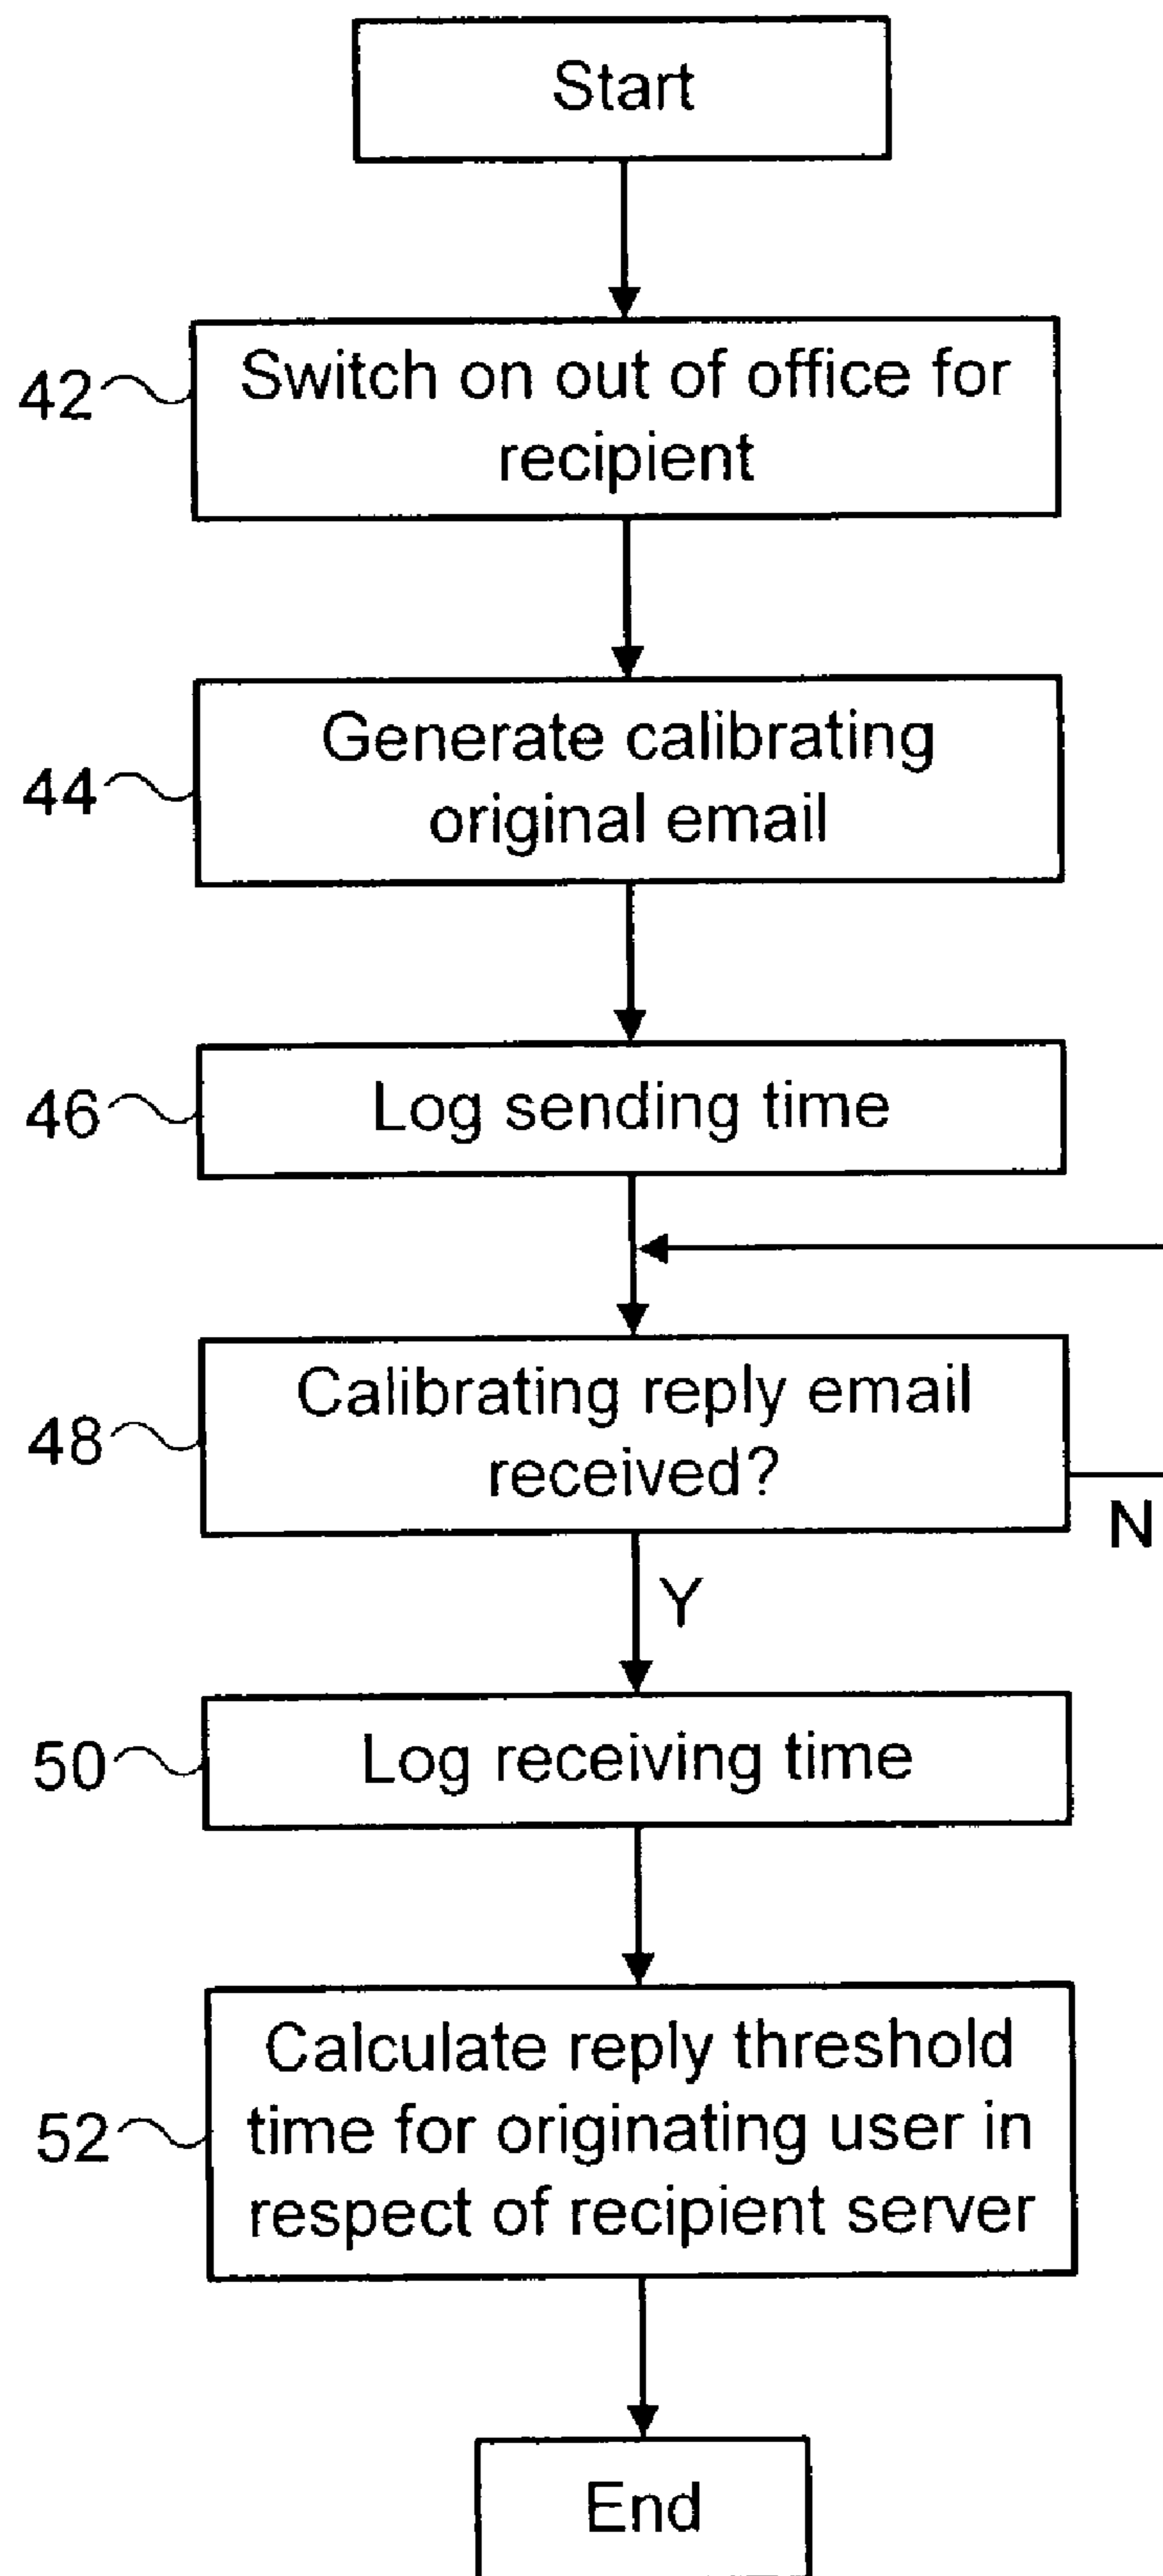 Start
42
Switch on out of office for
recipient
44
Generate calibrating
original email
46
Log sending time
48
Calibrating reply email
received?
N
Y
50
Log receiving time
52
Calculate reply threshold
time for originating user in
respect of recipient server
End